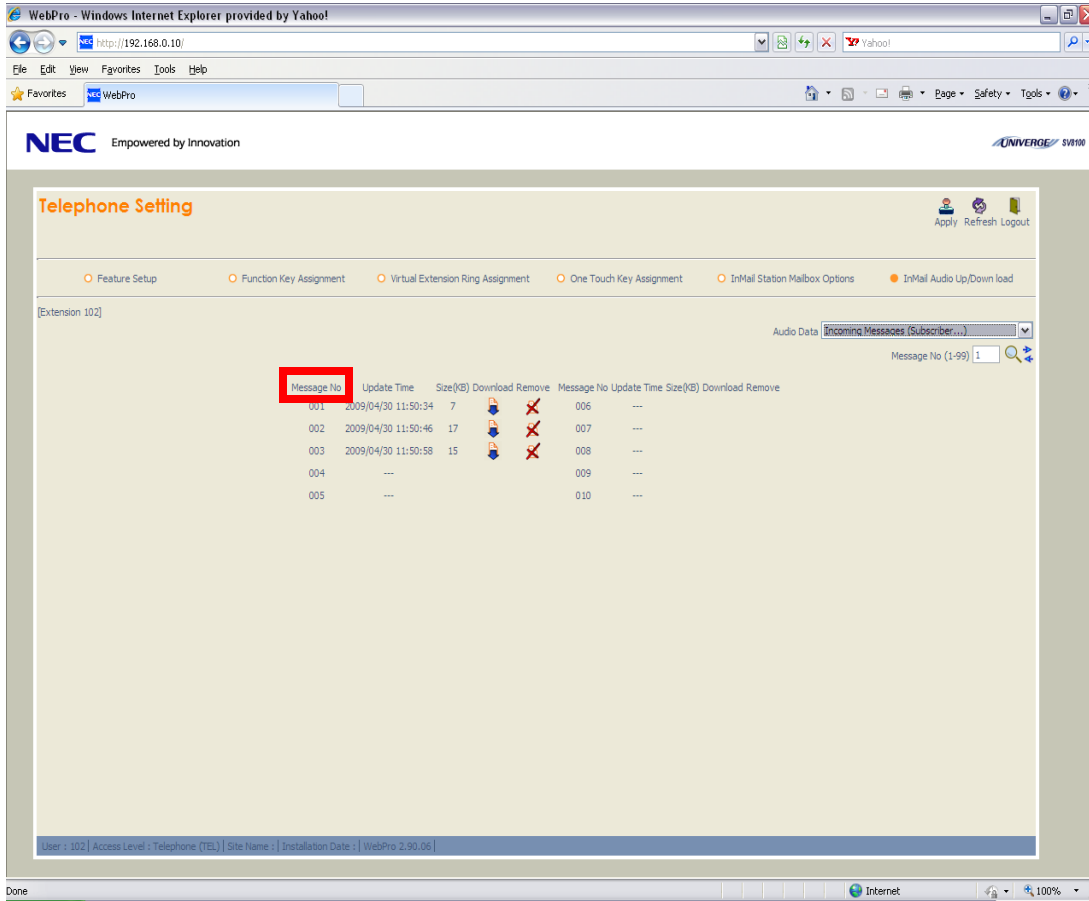 WebPro - Windows Internet Explorer provided by Yahoo!
NEC http://192.168.0.10/ Yahoo!
File Edit View Favorites Tools Help
Favorites NEC WebPro Page Safety Tools
NEC Empowered by Innovation UNIVERGE SV8100
Telephone Setting
Apply Refresh Logout
Feature Setup Function Key Assignment Virtual Extension Ring Assignment One Touch Key Assignment InMail Station Mailbox Options InMail Audio Up/Down load
[Extension 102]
Audio Data Incoming Messages (Subscriber...)
Message No (1-99) 1
Message No Update Time Size(KB) Download Remove Message No Update Time Size(KB) Download Remove
001 2009/04/30 11:50:34 7 006 ---
002 2009/04/30 11:50:46 17 007 ---
003 2009/04/30 11:50:58 15 008 ---
004 --- 009 ---
005 --- 010 ---
User : 102 | Access Level : Telephone (TEL) | Site Name : | Installation Date : | WebPro 2.90.06 |
Done Internet 100%